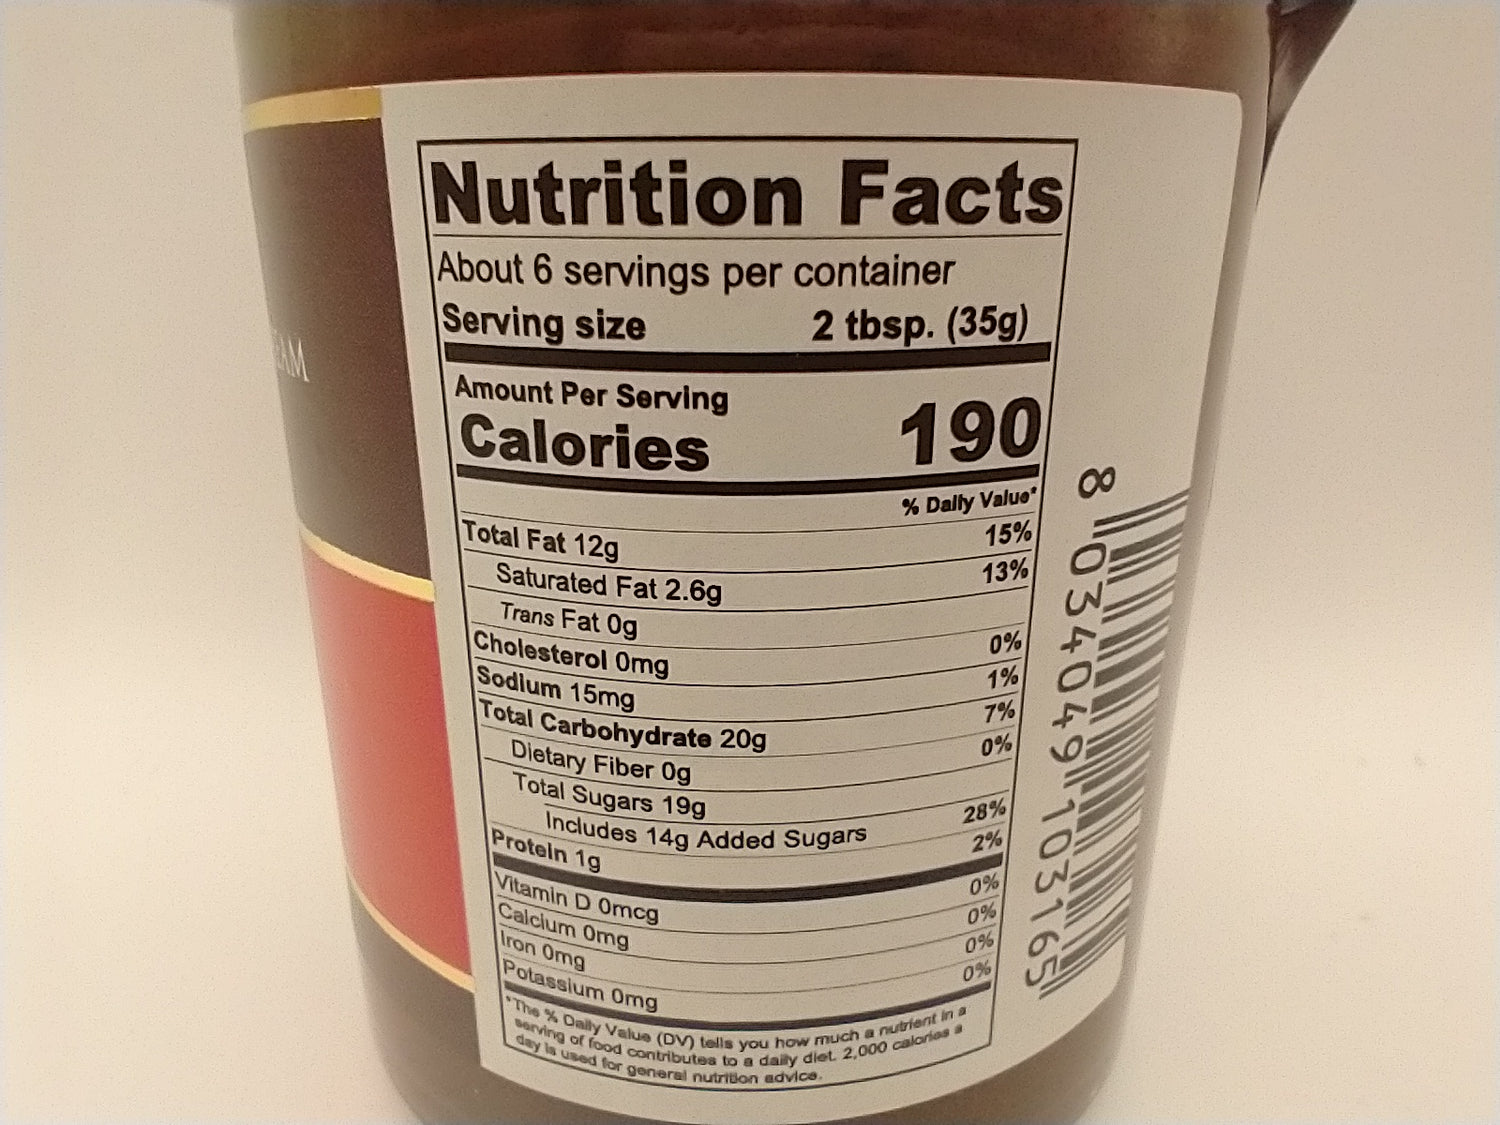 Nutrition Facts
About 6 servings per container
Serving size 2 tbsp. (35g)
Amount Per Serving
Calories 190
% Daily Value*
Total Fat 12g 15%
Saturated Fat 2.6g 13%
Trans Fat 0g
Cholesterol 0mg 0%
Sodium 15mg 1%
Total Carbohydrate 20g 7%
Dietary Fiber 0g 0%
Total Sugars 19g
Includes 14g Added Sugars 28%
Protein 1g 2%
Vitamin D 0mcg 0%
Calcium 0mg 0%
Iron 0mg 0%
Potassium 0mg 0%
*The % Daily Value (DV) tells you how much a nutrient in a
serving of food contributes to a daily diet. 2,000 calories a
day is used for general nutrition advice.
8 034049 103165